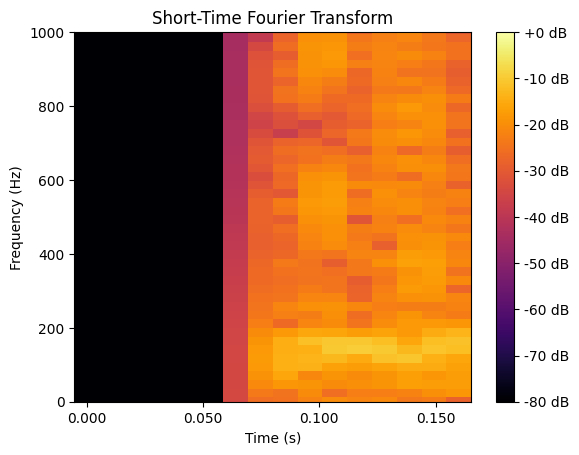 Short-Time Fourier Transform
1000
800
600
400
200
0
Frequency (Hz)
0.000
0.050
0.100
0.150
Time (s)
+0 dB
-10 dB
-20 dB
-30 dB
-40 dB
-50 dB
-60 dB
-70 dB
-80 dB